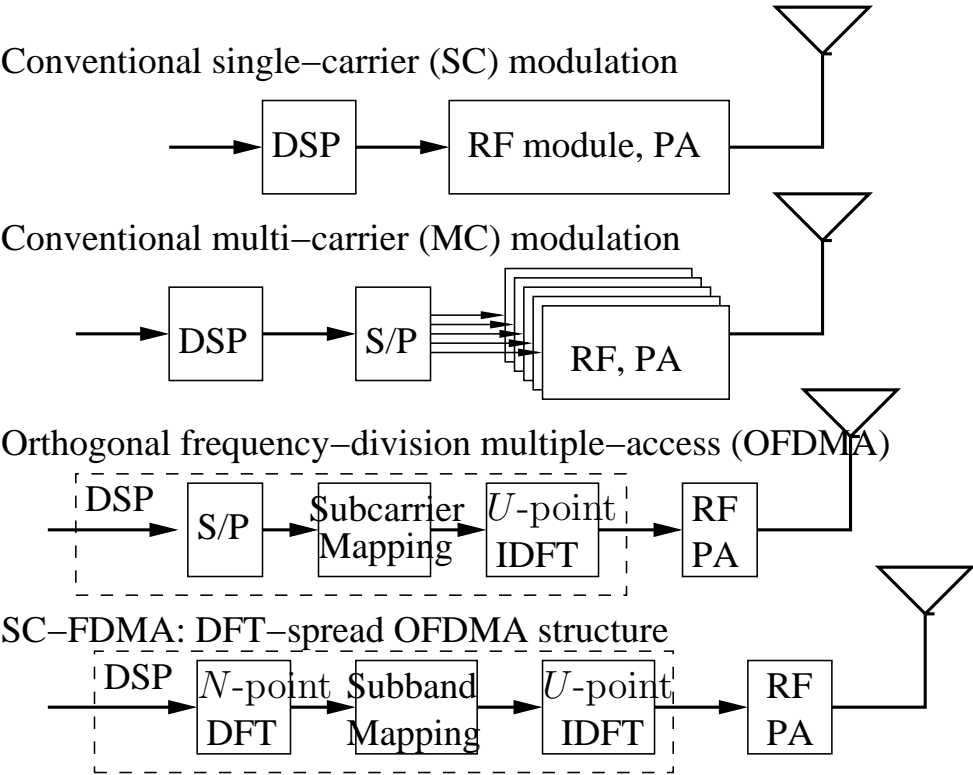 Conventional single−carrier (SC) modulation
DSP
RF module, PA
Conventional multi−carrier (MC) modulation
DSP
S/P
RF, PA
Orthogonal frequency−division multiple−access (OFDMA)
DSP
S/P
Subcarrier
Mapping
U-point
IDFT
RF
PA
SC−FDMA: DFT−spread OFDMA structure
DSP
N-point
DFT
Subband
Mapping
U-point
IDFT
RF
PA